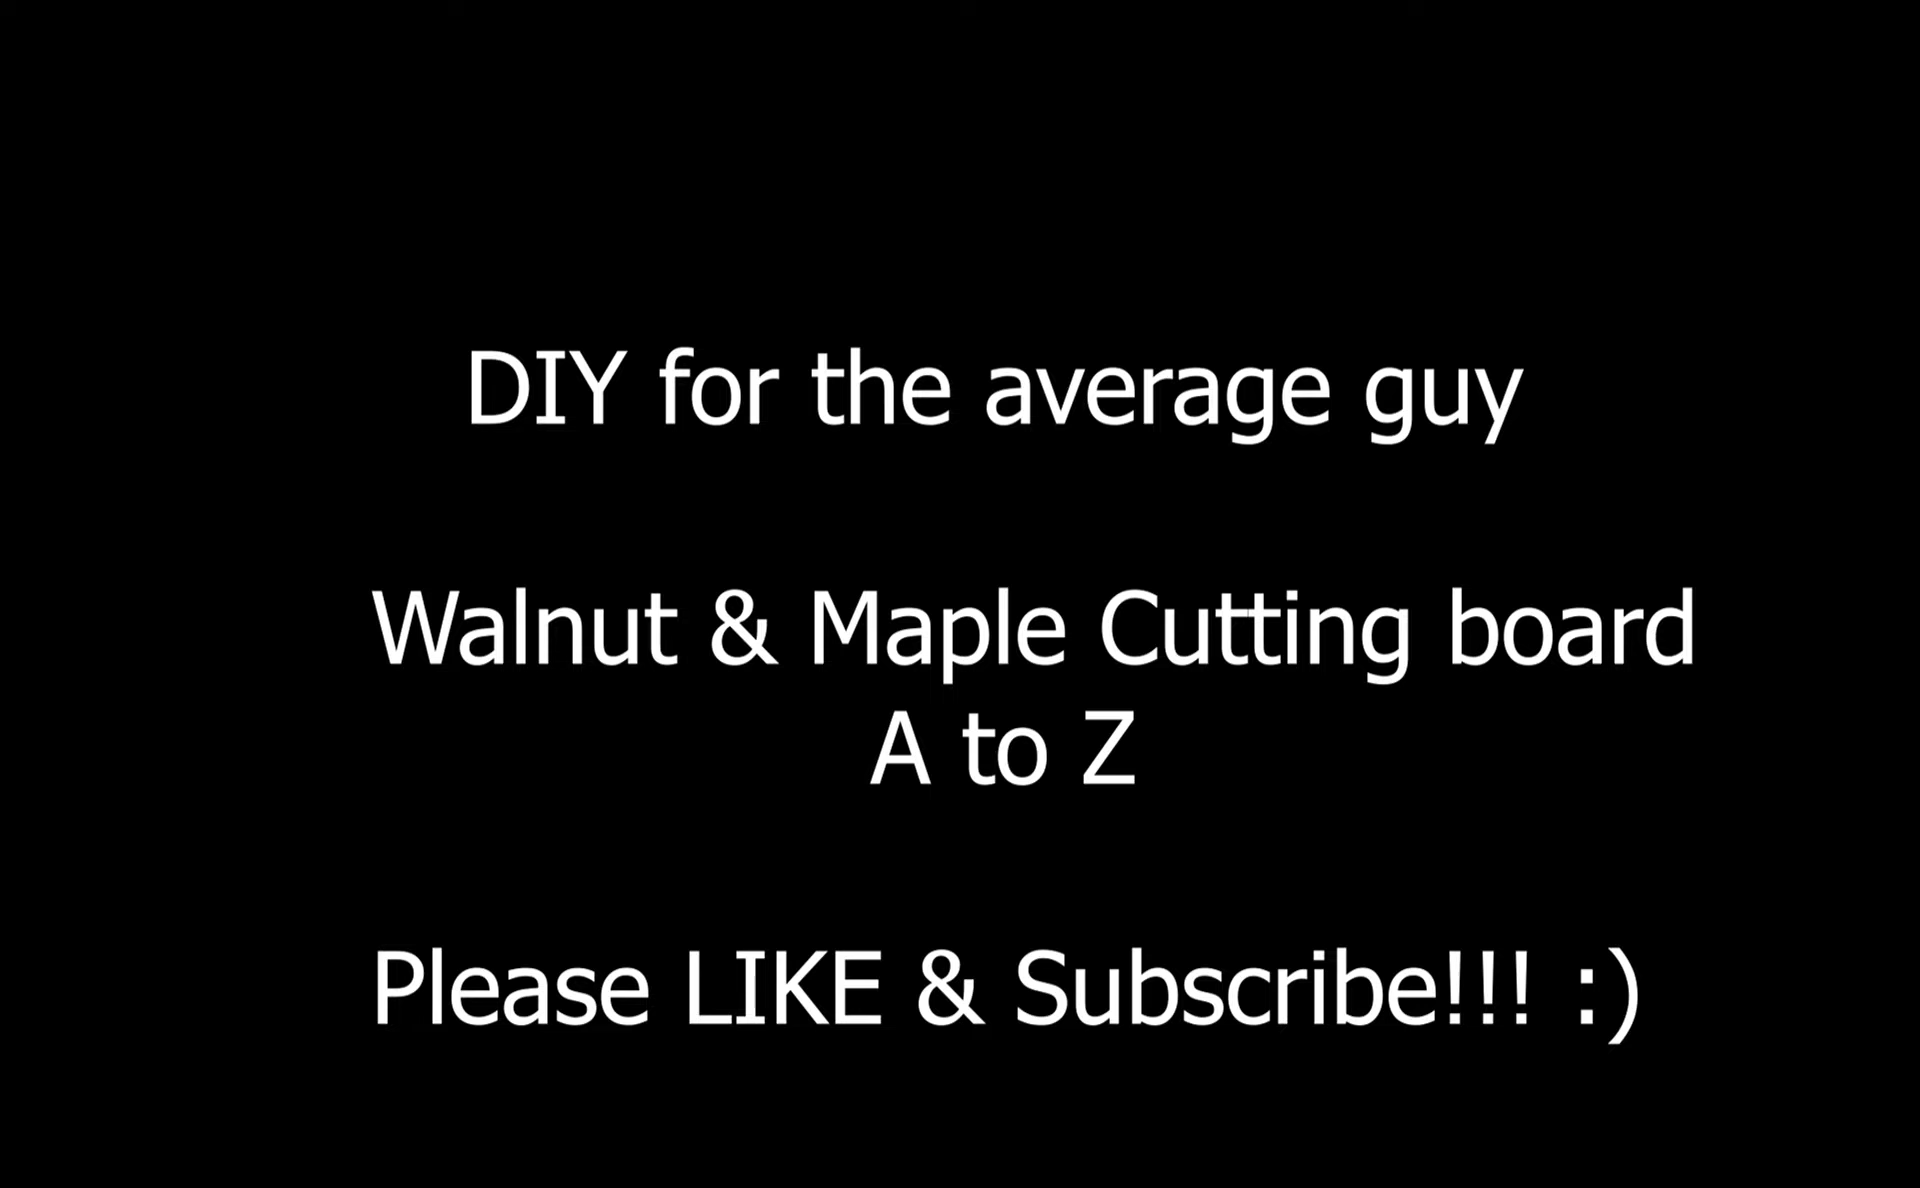 DIY for the average guy
Walnut & Maple Cutting board
A to Z
Please LIKE & Subscribe!!! :)